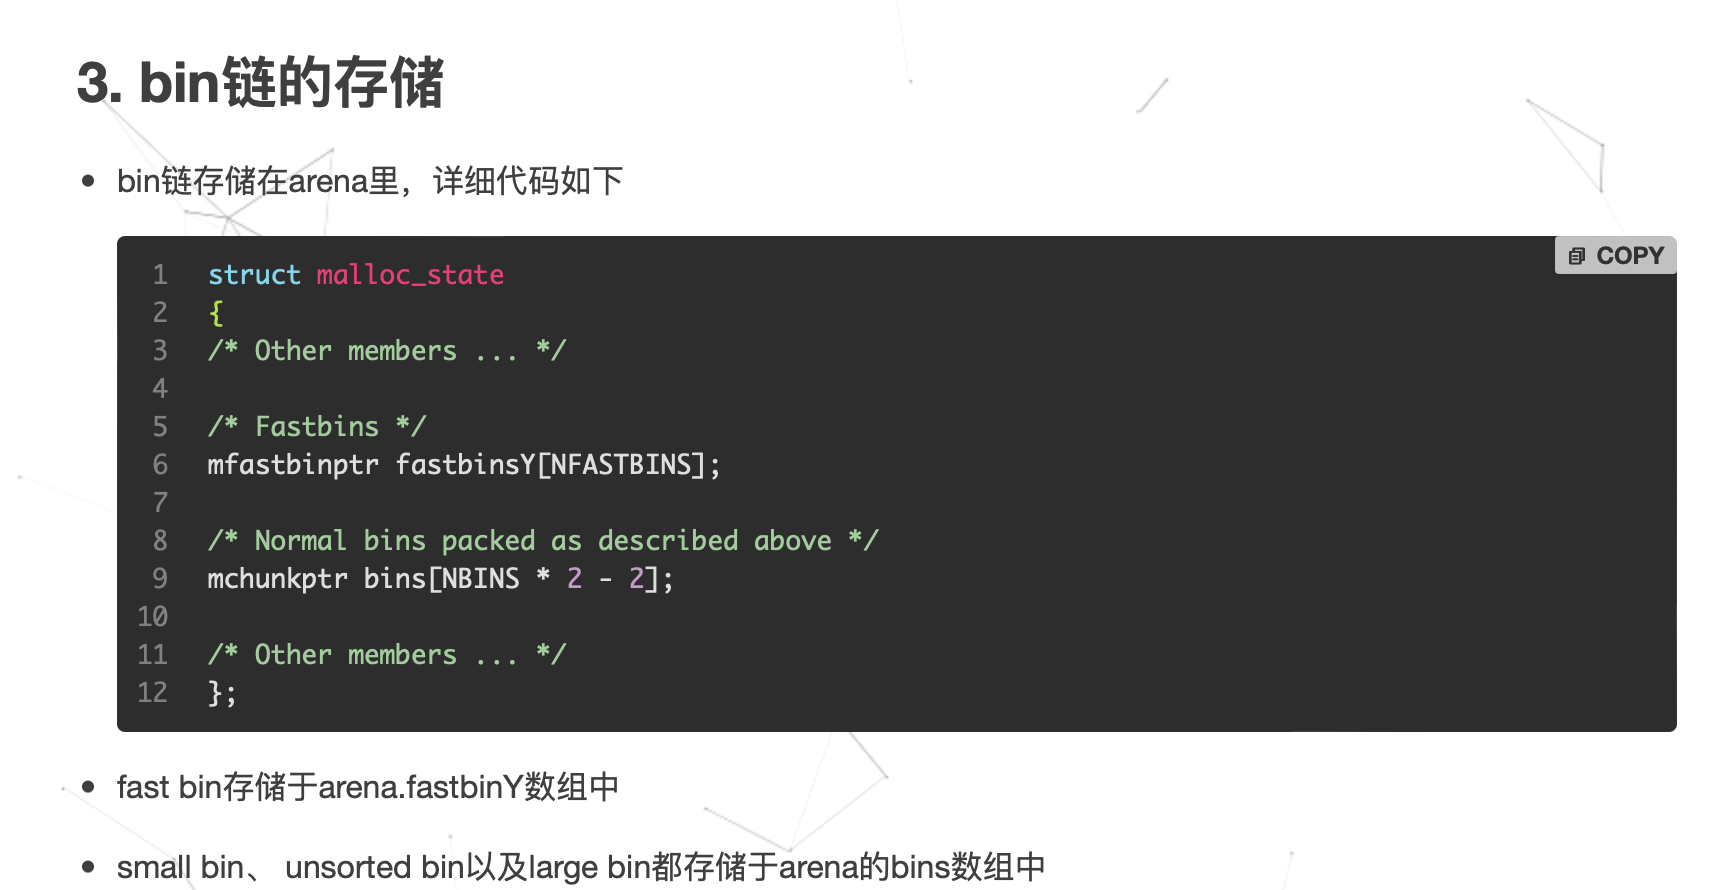 3. bin链的存储
bin链存储在arena里，详细代码如下
COPY
1 struct malloc_state
2 {
3 /* Other members ... */
4
5 /* Fastbins */
6 mfastbinptr fastbinsY[NFASTBINS];
7
8 /* Normal bins packed as described above */
9 mchunkptr bins[NBINS * 2 - 2];
10
11 /* Other members ... */
12 };
fast bin存储于arena.fastbinY数组中
small bin、 unsorted bin以及large bin都存储于arena的bins数组中